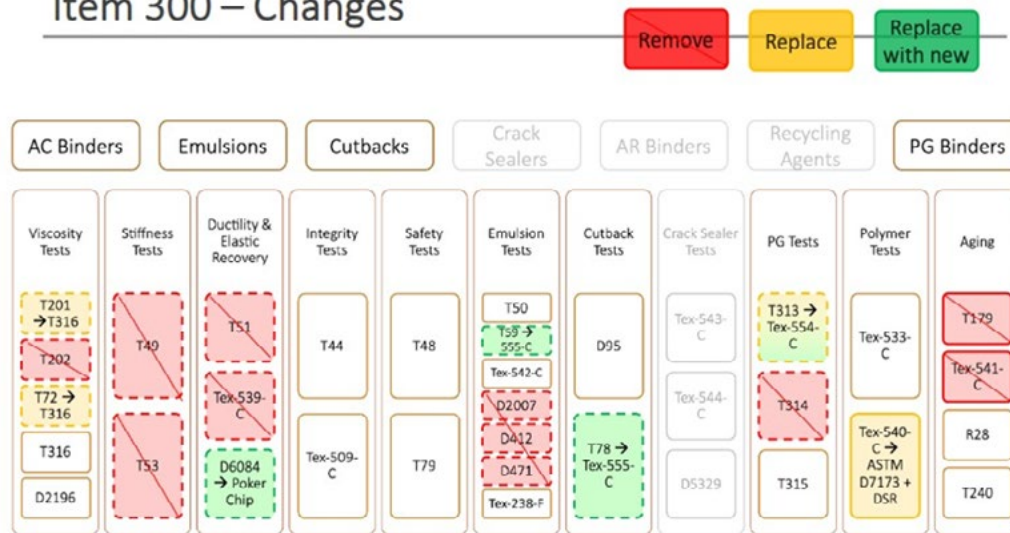 Item 300 – Changes
Remove
Replace
Replace
with new
AC Binders
Emulsions
Cutbacks
Crack
Sealers
AR Binders
Recycling
Agents
PG Binders
Viscosity
Tests
T201
→T316
T202
T72 →
T316
T316
D2196
Stiffness
Tests
T49
T53
Ductility &
Elastic
Recovery
T51
Tex-539-
C
D6084
→ Poker
Chip
Integrity
Tests
T44
Tex-509-
C
Safety
Tests
T48
T79
Emulsion
Tests
T50
T59 →
555-C
Tex-542-C
D2007
D412
D471
Tex-238-F
Cutback
Tests
D95
T78 →
Tex-555-
C
Crack Sealer
Tests
Tex-543-
C
Tex-544-
C
D5329
PG Tests
T313 →
Tex-554-
C
T314
T315
Polymer
Tests
Tex-533-
C
Tex-540-
C →
ASTM
D7173 +
DSR
Aging
T179
Tex-541-
C
R28
T240